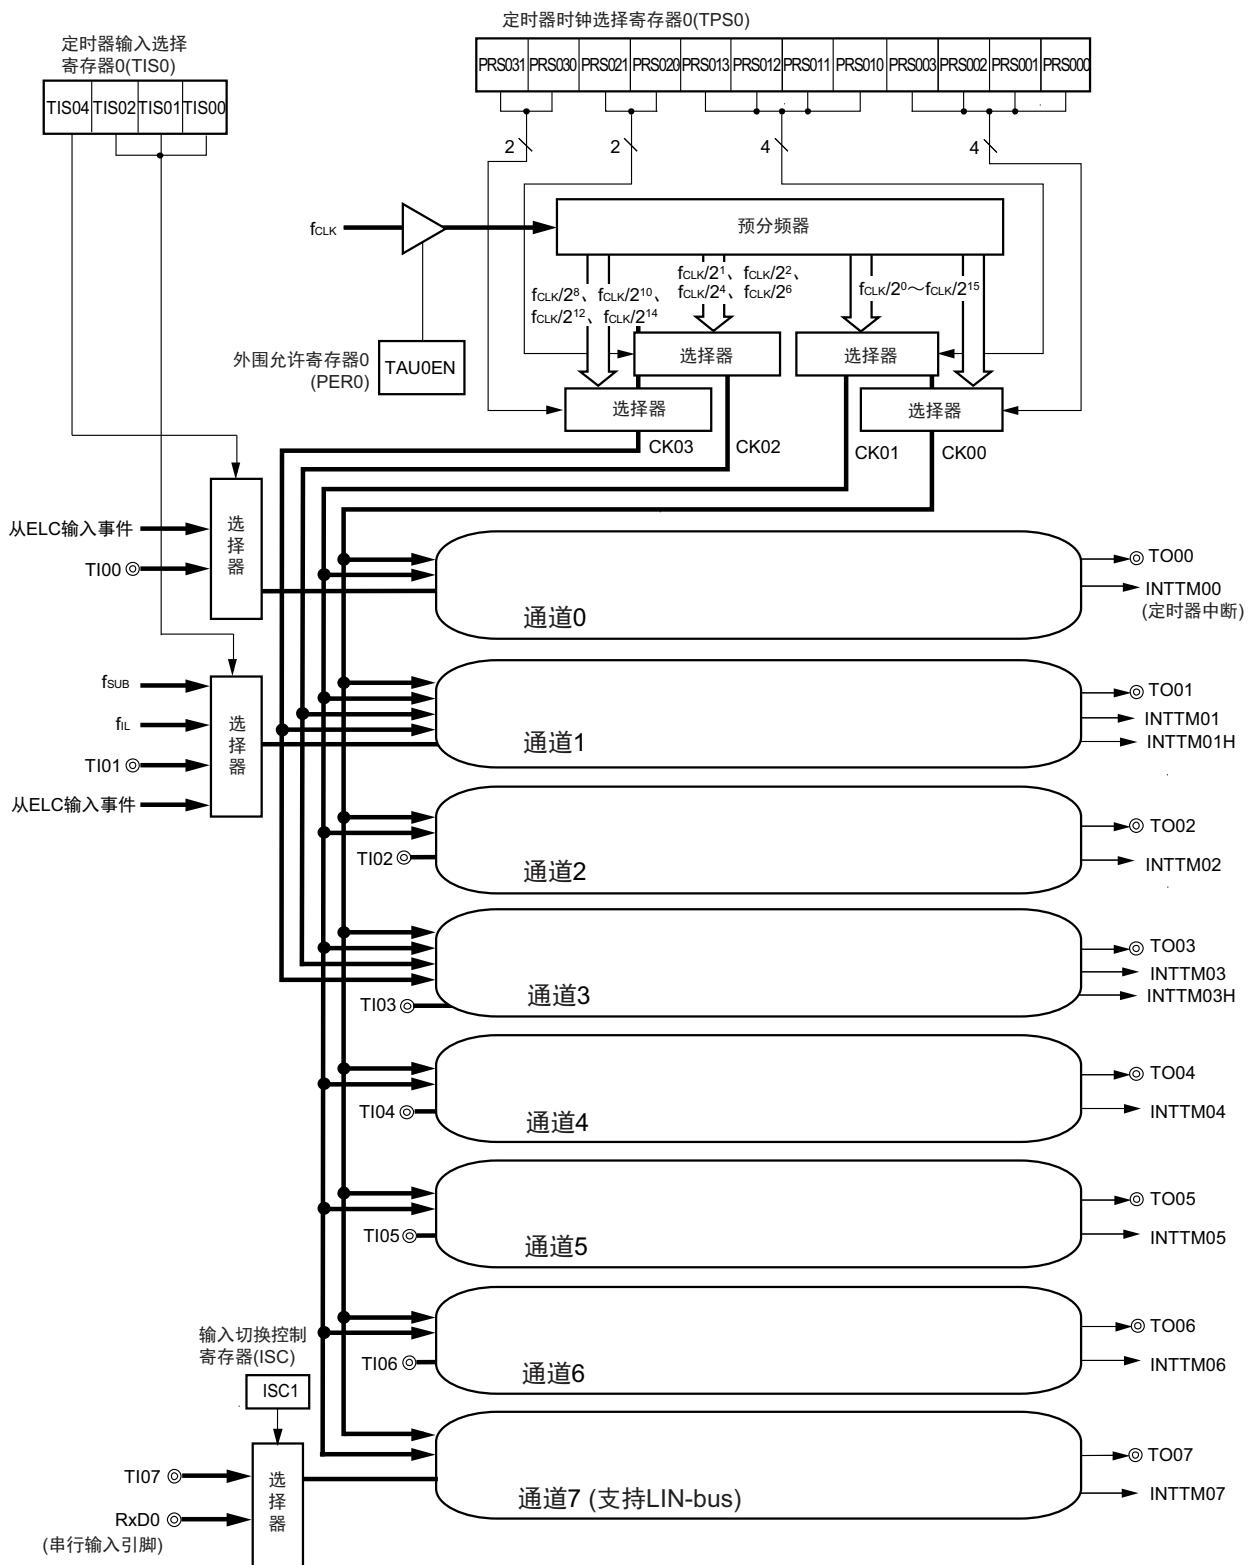 定时器时钟选择寄存器0(TPS0)
PRS031 PRS030 PRS021 PRS020 PRS013 PRS012 PRS011 PRS010 PRS003 PRS002 PRS001 PRS000
定时器输入选择
寄存器0(TIS0)
TIS04 TIS02 TIS01 TIS00
2 2 4 4
fCLK
预分频器
fCLK/2⁸、fCLK/2¹⁰、
fCLK/2¹²、fCLK/2¹⁴
fCLK/2¹、fCLK/2²、
fCLK/2⁴、fCLK/2⁶
fCLK/2⁰～fCLK/2¹⁵
外围允许寄存器0
(PER0)
TAU0EN
选择器
选择器
选择器
选择器
CK03
CK02
CK01
CK00
从ELC输入事件
TI00
选择器
通道0
TO00
INTTM00
(定时器中断)
fSUB
fIL
TI01
从ELC输入事件
选择器
通道1
TO01
INTTM01
INTTM01H
TI02
通道2
TO02
INTTM02
TI03
通道3
TO03
INTTM03
INTTM03H
TI04
通道4
TO04
INTTM04
TI05
通道5
TO05
INTTM05
TI06
通道6
TO06
INTTM06
输入切换控制
寄存器(ISC)
ISC1
TI07
RxD0
(串行输入引脚)
选择器
通道7 (支持LIN-bus)
TO07
INTTM07